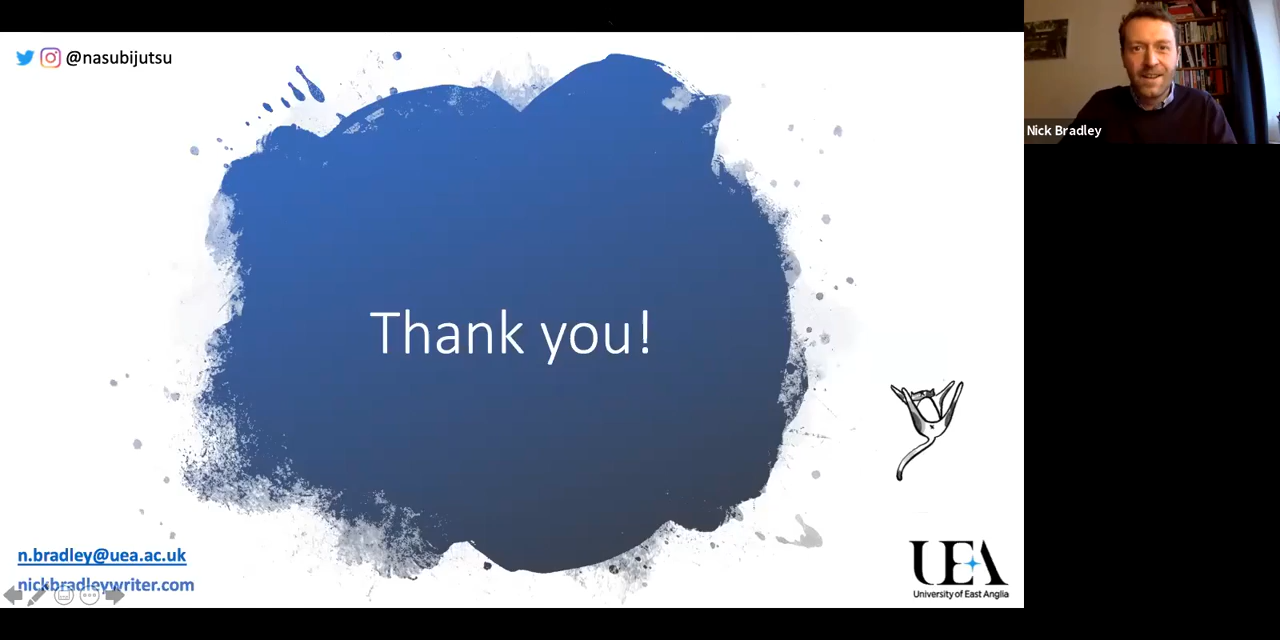 @nasubijutsu
Nick Bradley
Thank you!
n.bradley@uea.ac.uk
nickbradleywriter.com
UEA
University of East Anglia